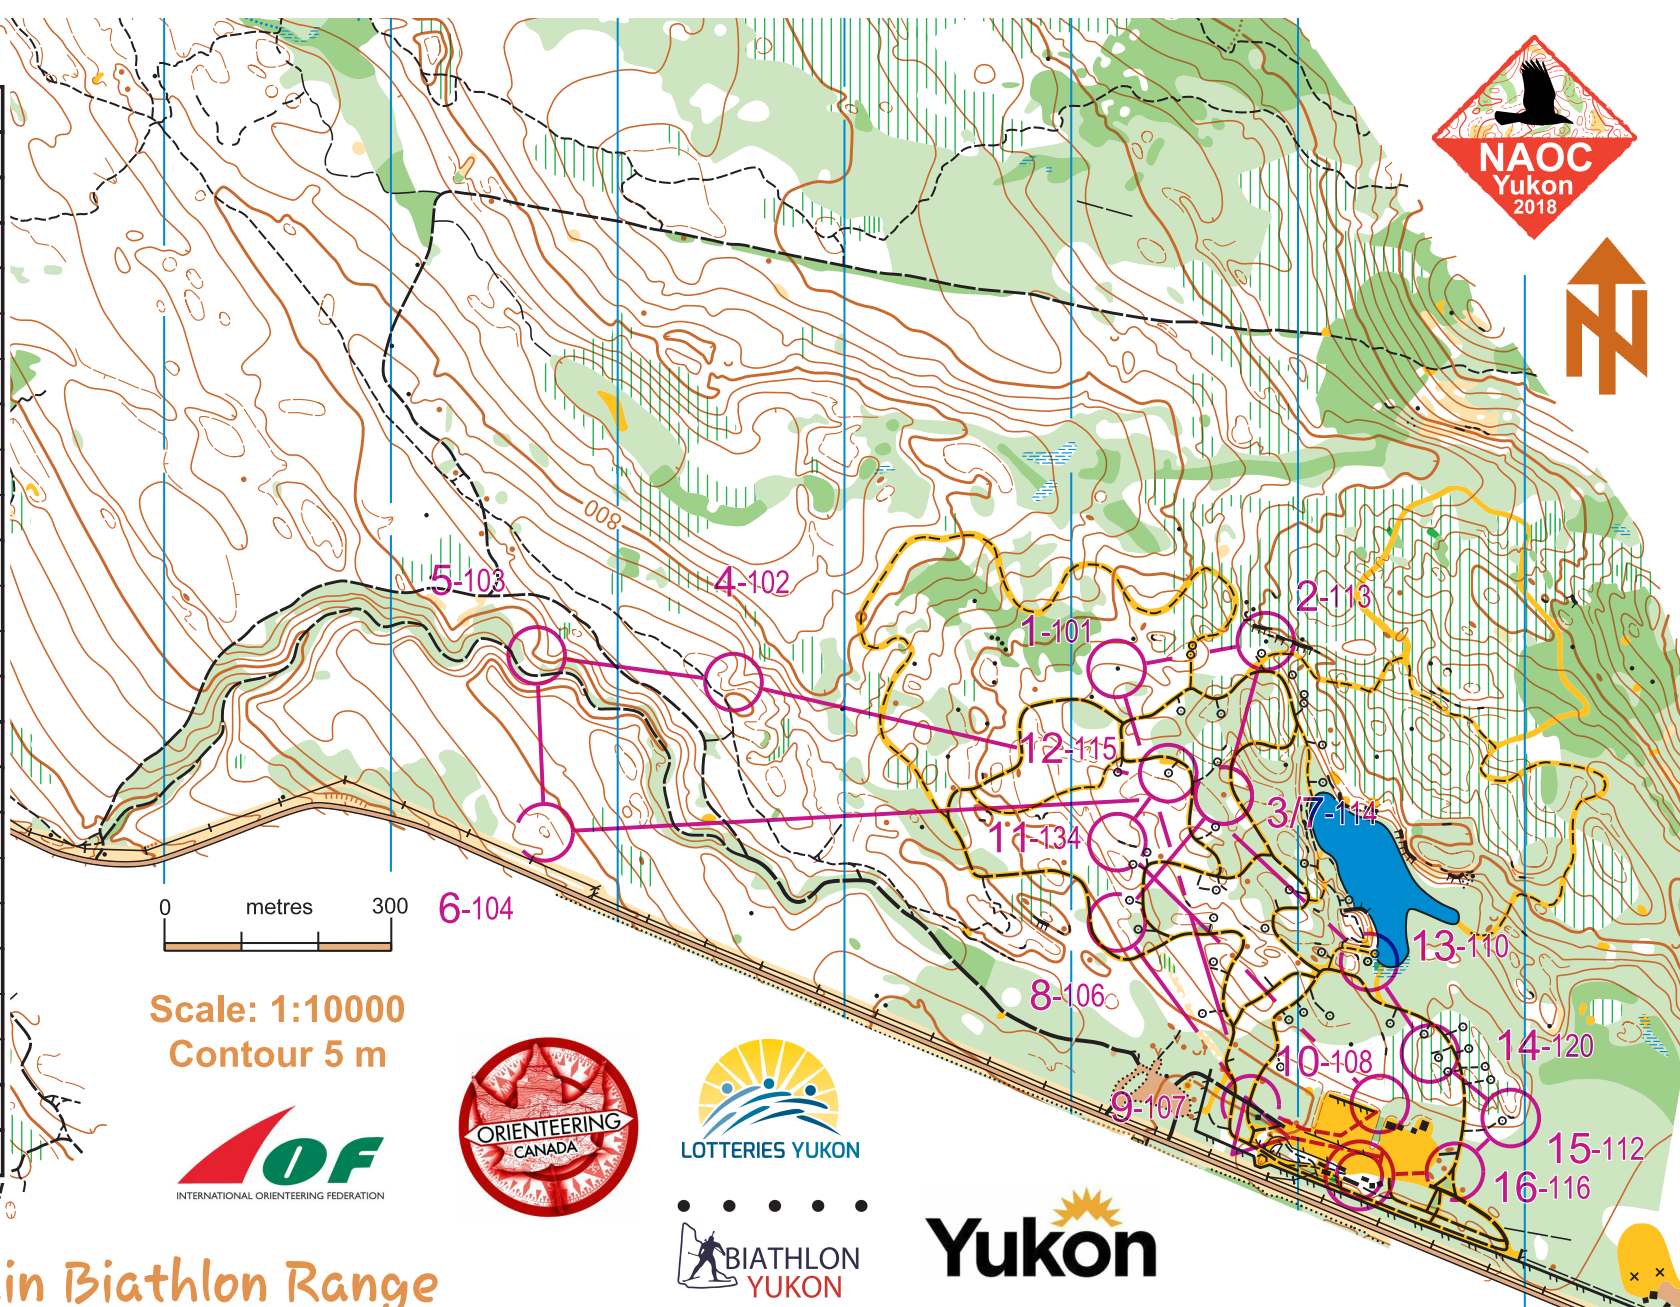 NAOC
Yukon
2018
N
800
5-103
4-102
2-113
1-101
12-115
3/7-114
11-134
6-104
13-110
8-106
14-120
10-108
9-107
15-112
16-116
0 metres 300
Scale: 1:10000
Contour 5 m
IOF
INTERNATIONAL ORIENTEERING FEDERATION
ORIENTEERING
CANADA
LOTTERIES YUKON
BIATHLON
YUKON
Yukon
in Biathlon Range